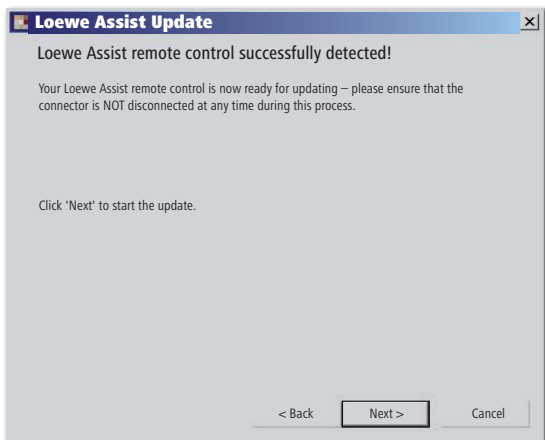 Loewe Assist Update
Loewe Assist remote control successfully detected!
Your Loewe Assist remote control is now ready for updating – please ensure that the
connector is NOT disconnected at any time during this process.
Click 'Next' to start the update.
< Back Next > Cancel